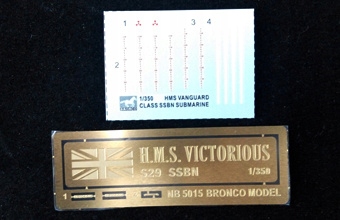 1 3 4
2
1/350 HMS VANGUARD
CLASS SSBN SUBMARINE
H.M.S. VICTORIOUS
S29 SSBN 1/350
1 NB 5015 BRONCO MODEL